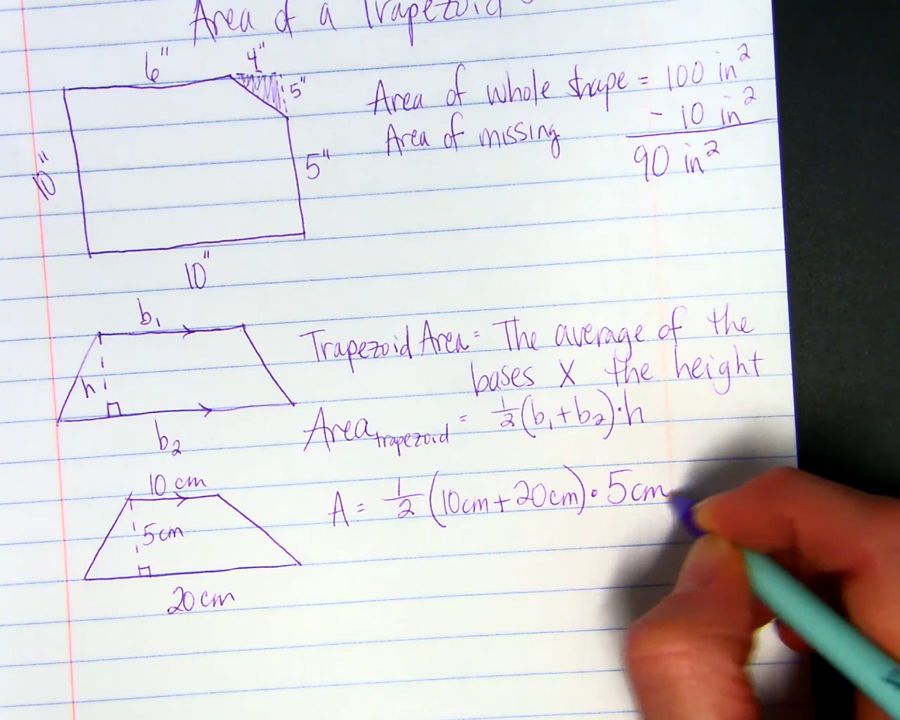 Area of a Trapezoid
6" 4"
5"
10"
5"
10"
Area of whole shape = 100 in²
Area of missing - 10 in²
90 in²
b₁
h
b₂
Trapezoid Area = The average of the
bases X the height
Area trapezoid = 1/2 (b₁ + b₂) · h
10 cm
5cm
20cm
A = 1/2 (10cm + 20cm) · 5cm